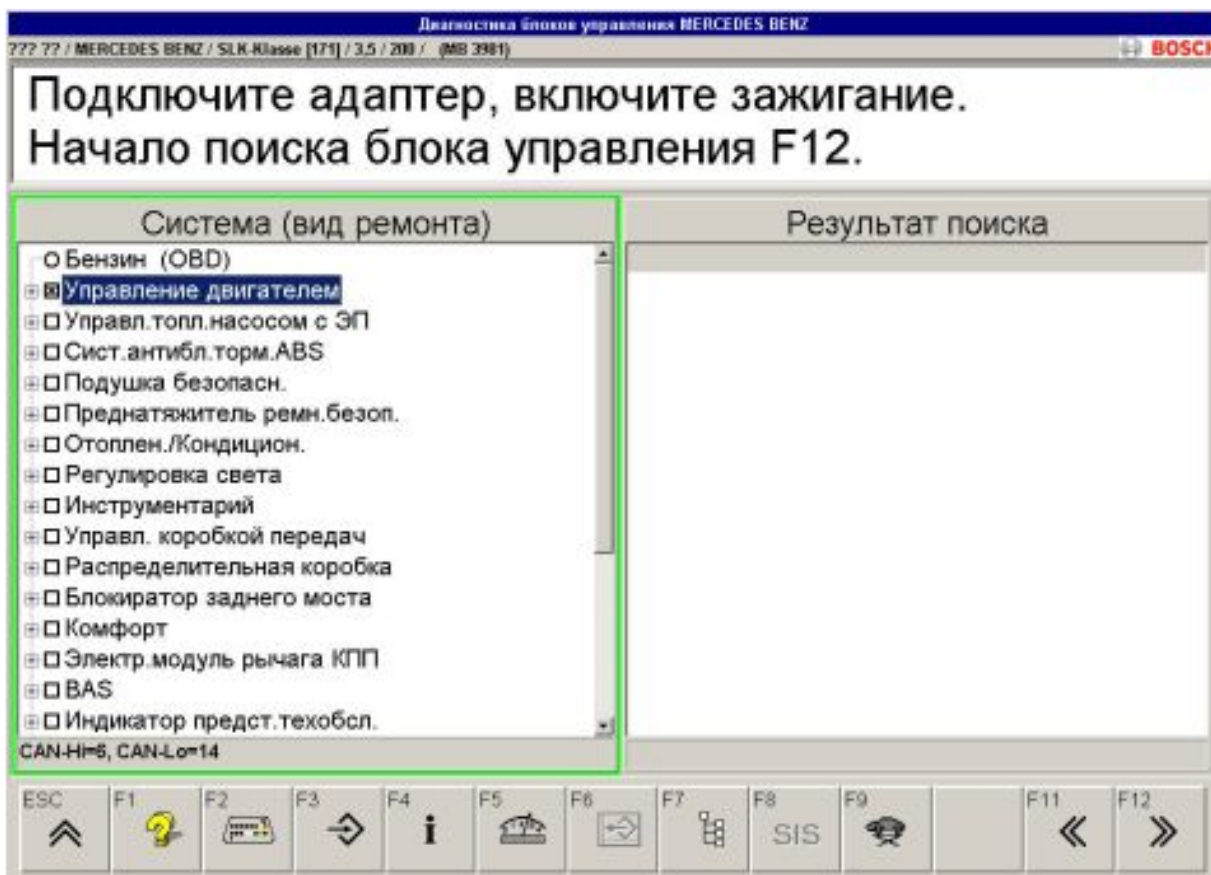 Диагностика блоков управления MERCEDES BENZ
??? ?? / MERCEDES BENZ / SLK-Klasse [171] / 3,5 / 200 / (MB 3981)
BOSCH
Подключите адаптер, включите зажигание.
Начало поиска блока управления F12.
Система (вид ремонта)
Результат поиска
Бензин (OBD)
Управление двигателем
Управл.топл.насосом с ЭП
Сист.антибл.торм.ABS
Подушка безопасн.
Преднатяжитель ремн.безоп.
Отоплен./Кондицион.
Регулировка света
Инструментарий
Управл. коробкой передач
Распределительная коробка
Блокиратор заднего моста
Комфорт
Электр.модуль рычага КПП
BAS
Индикатор предст.техобсл.
CAN-Hi=6, CAN-Lo=14
ESC F1 F2 F3 F4 F5 F6 F7 F8 F9 F11 F12
SIS